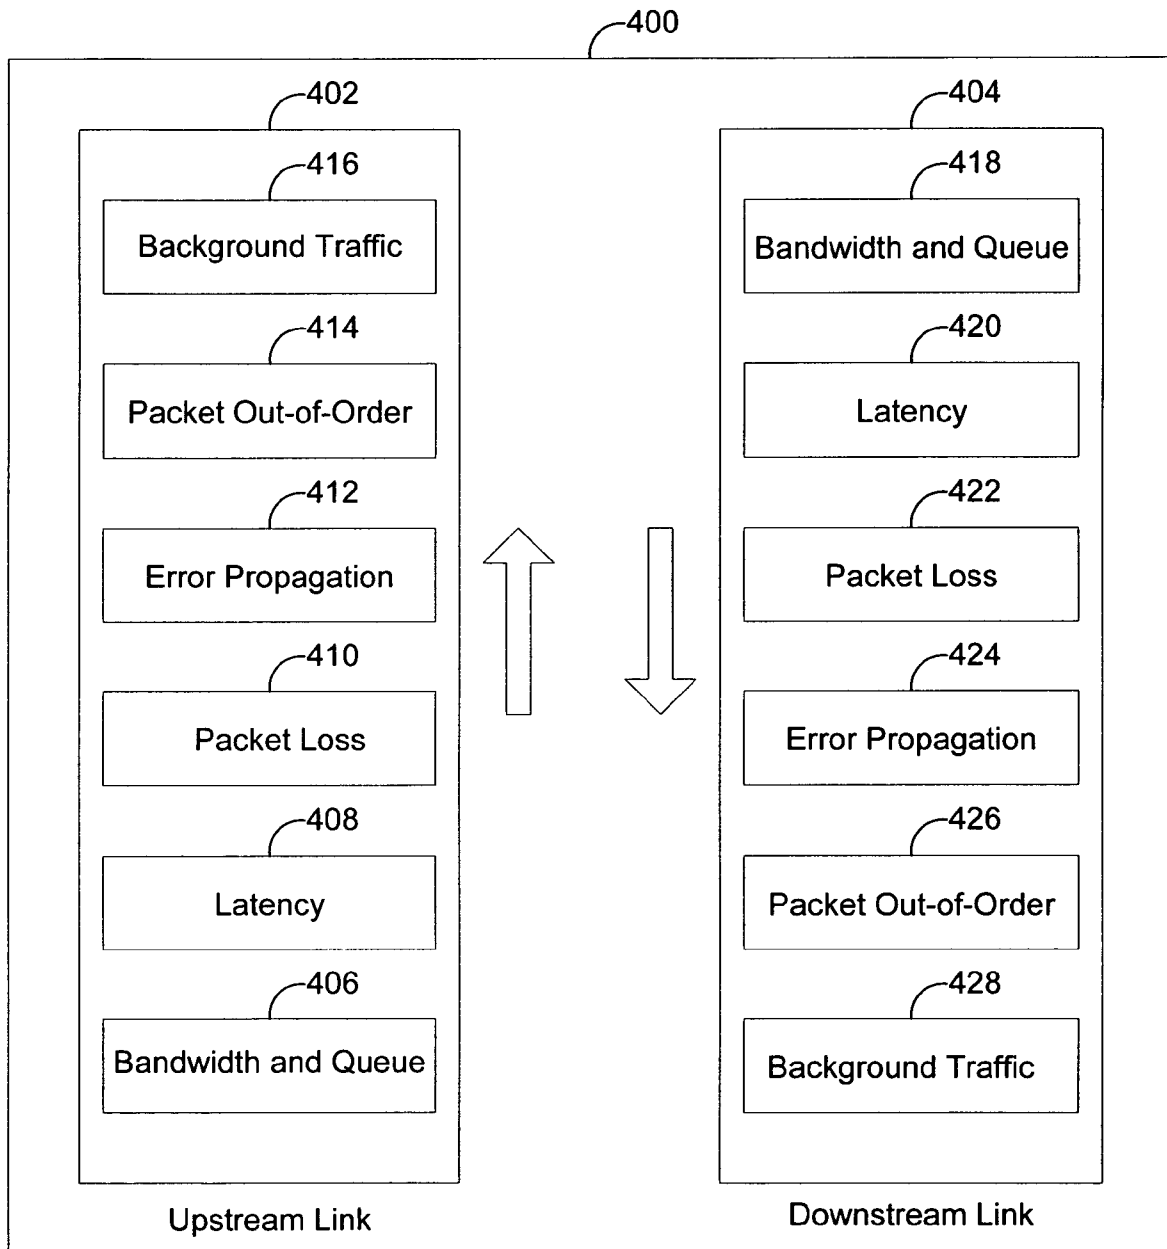 400
402
416
Background Traffic
414
Packet Out-of-Order
412
Error Propagation
410
Packet Loss
408
Latency
406
Bandwidth and Queue
Upstream Link
404
418
Bandwidth and Queue
420
Latency
422
Packet Loss
424
Error Propagation
426
Packet Out-of-Order
428
Background Traffic
Downstream Link